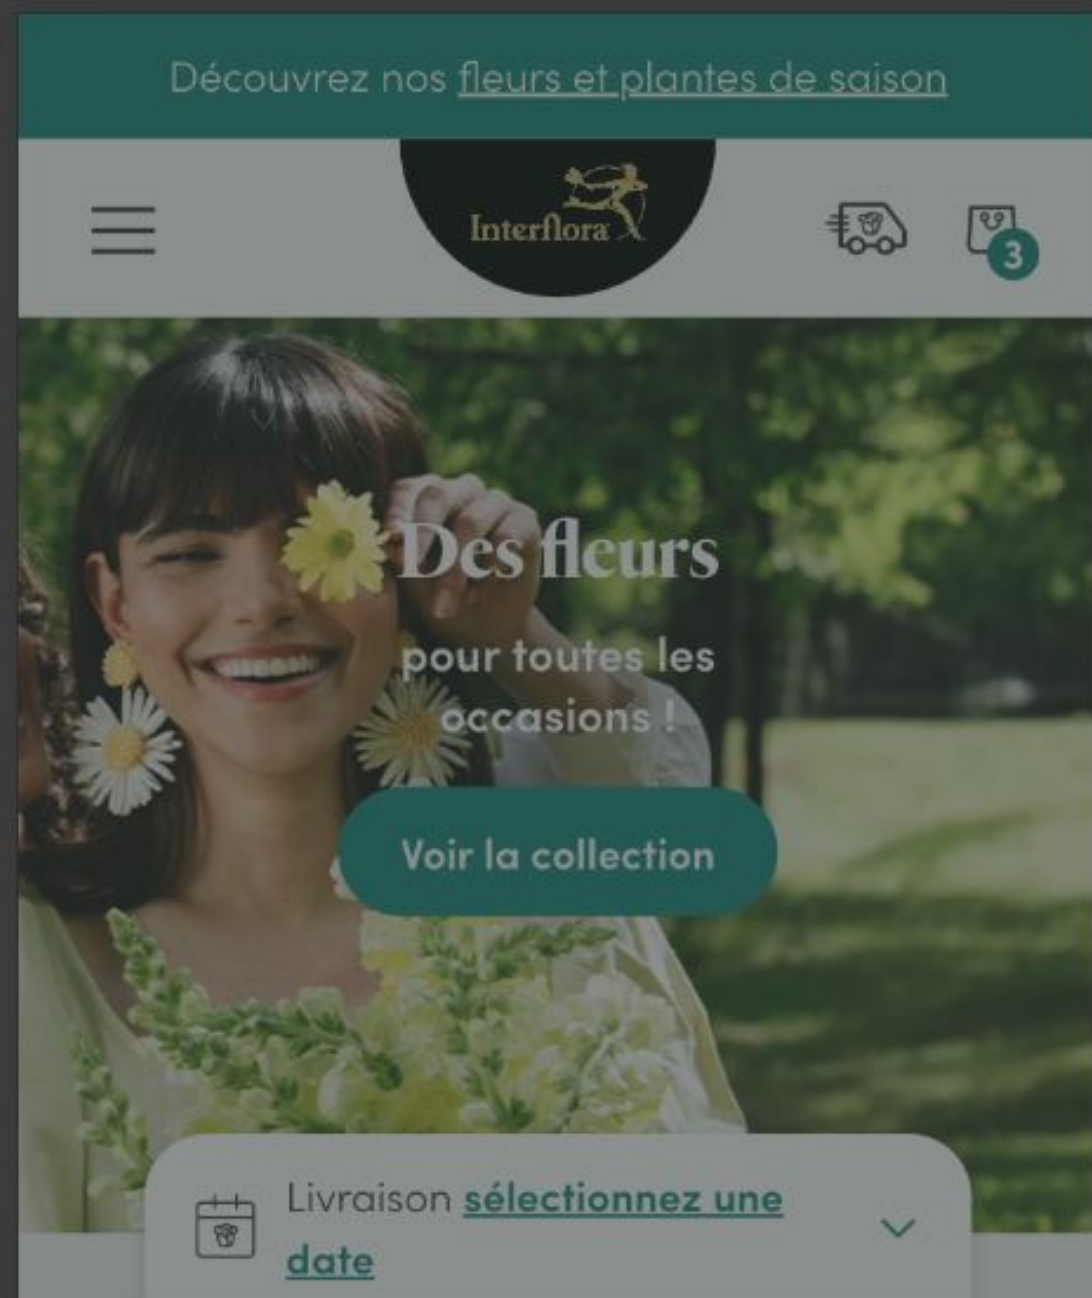 Découvrez nos fleurs et plantes de saison
Interflora
3
Des fleurs
pour toutes les
occasions !
Voir la collection
Livraison sélectionnez une
date